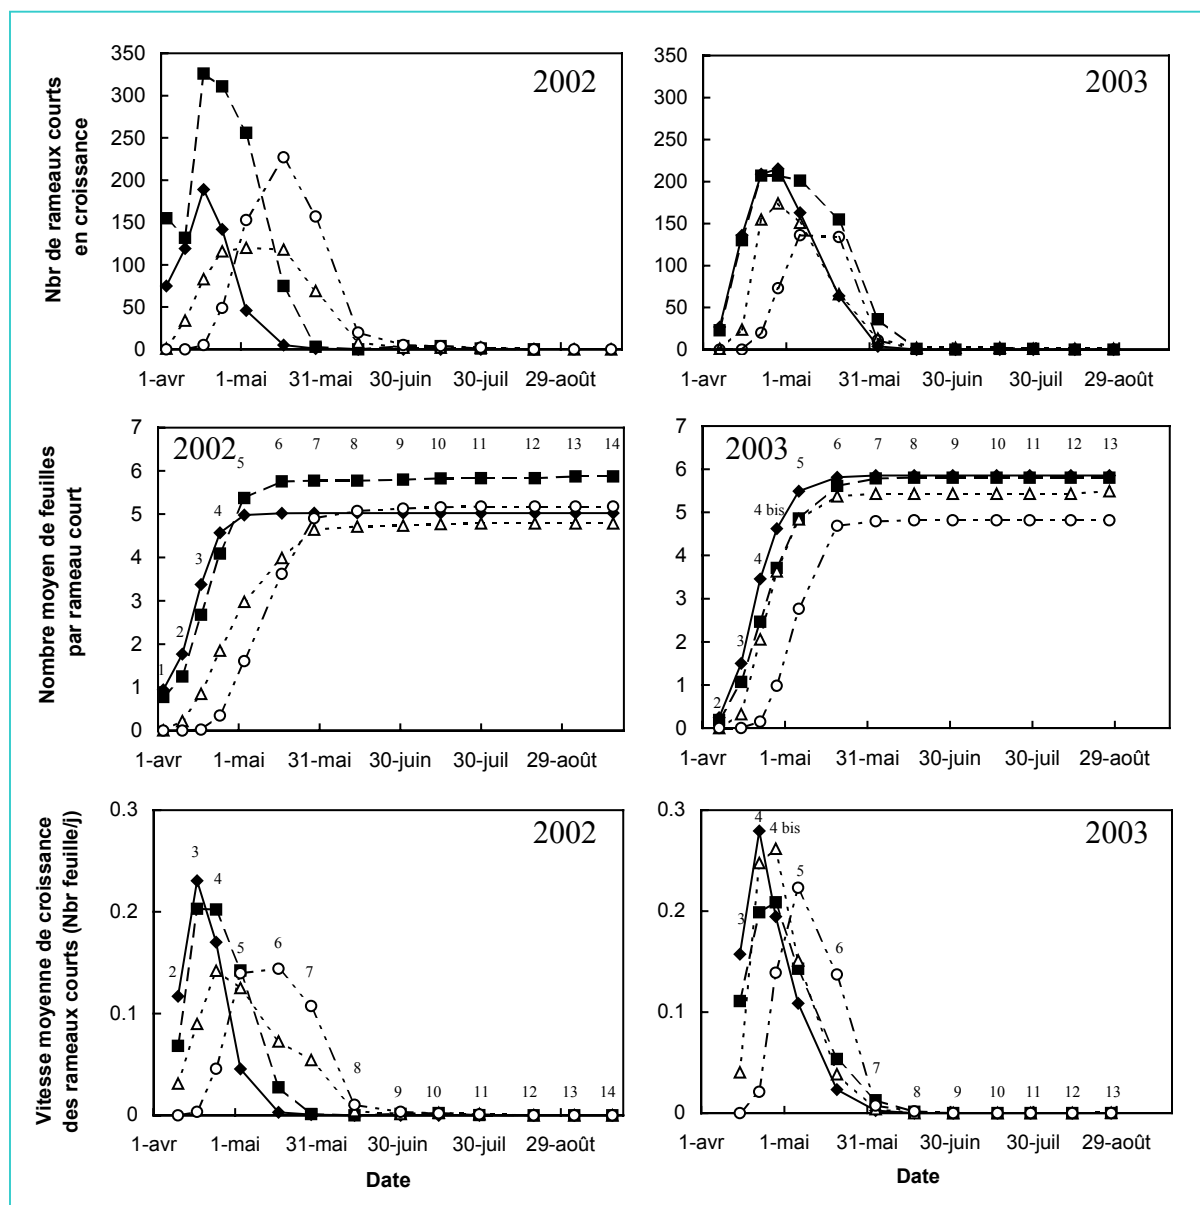 Nbr de rameaux courts
en croissance
350
300
250
200
150
100
50
0
2002
1-avr 1-mai 31-mai 30-juin 30-juil 29-août
350
300
250
200
150
100
50
0
2003
1-avr 1-mai 31-mai 30-juin 30-juil 29-août
Nombre moyen de feuilles
par rameau court
7
6
5
4
3
2
1
0
2002
1 2 3 4 5 6 7 8 9 10 11 12 13 14
1-avr 1-mai 31-mai 30-juin 30-juil 29-août
7
6
5
4
3
2
1
0
2003
2 3 4 4 bis 5 6 7 8 9 10 11 12 13
1-avr 1-mai 31-mai 30-juin 30-juil 29-août
Vitesse moyenne de croissance
des rameaux courts (Nbr feuille/j)
0.3
0.2
0.1
0
2002
2 3 4 5 6 7 8 9 10 11 12 13 14
1-avr 1-mai 31-mai 30-juin 30-juil 29-août
Date
0.3
0.2
0.1
0
2003
3 4 4 bis 5 6 7 8 9 10 11 12 13
1-avr 1-mai 31-mai 30-juin 30-juil 29-août
Date